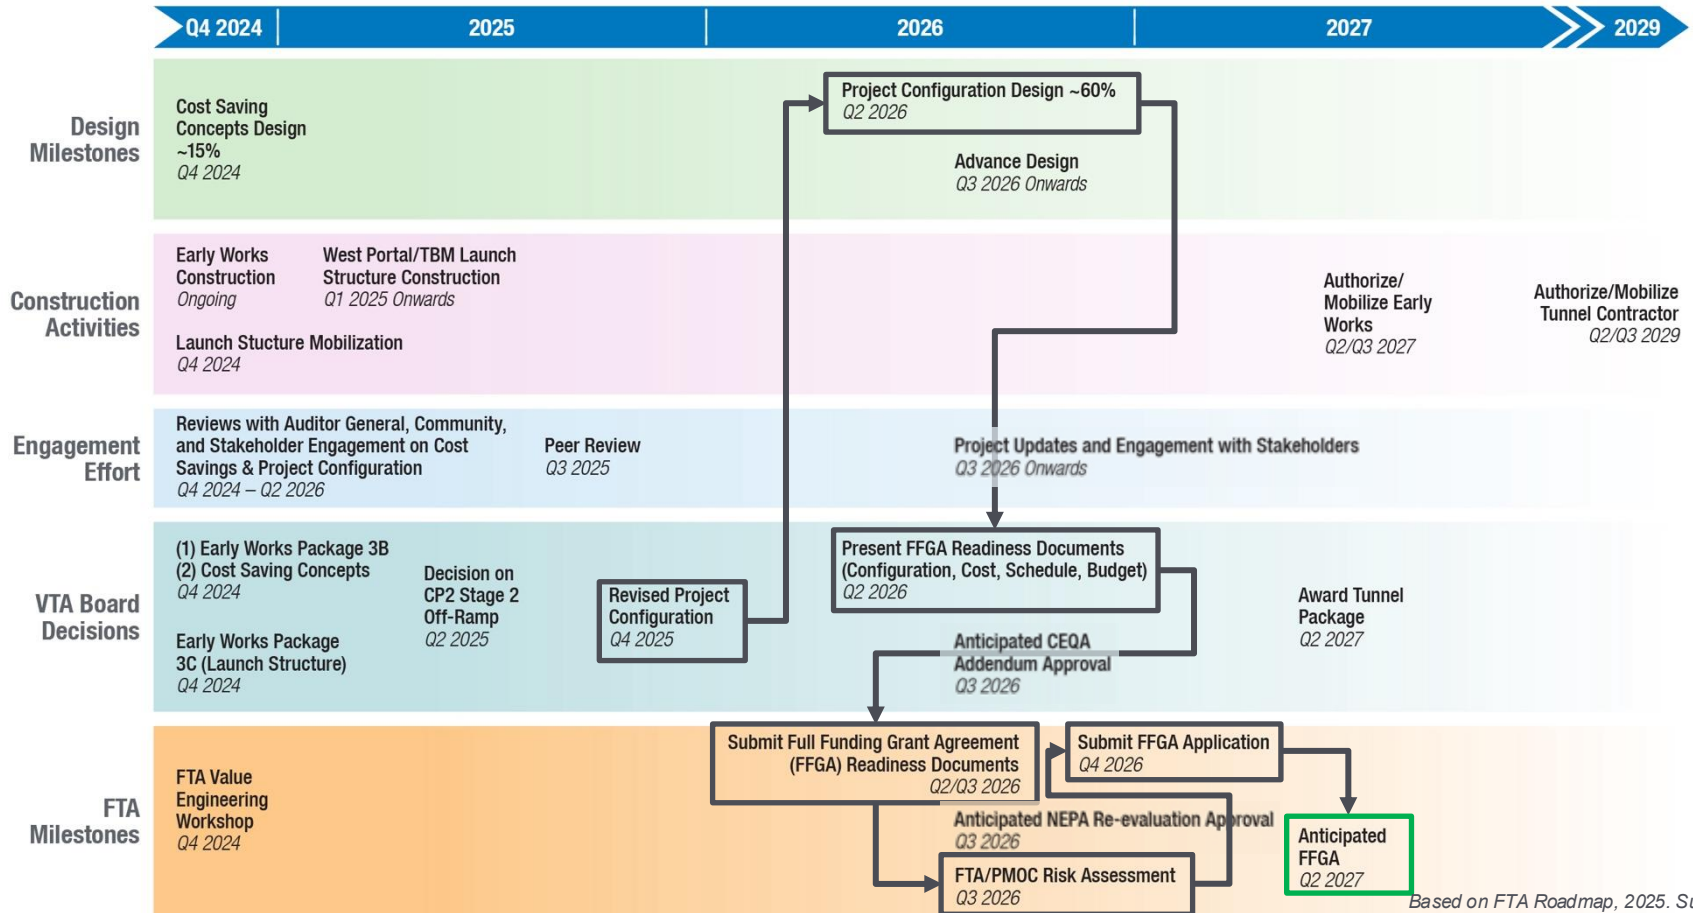 Q4 2024
2025
2026
2027
2029
Design
Milestones
Cost Saving
Concepts Design
~15%
Q4 2024
Project Configuration Design ~60%
Q2 2026
Advance Design
Q3 2026 Onwards
Construction
Activities
Early Works
Construction
Ongoing
West Portal/TBM Launch
Structure Construction
Q1 2025 Onwards
Launch Stucture Mobilization
Q4 2024
Authorize/
Mobilize Early
Works
Q2/Q3 2027
Authorize/Mobilize
Tunnel Contractor
Q2/Q3 2029
Engagement
Effort
Reviews with Auditor General, Community,
and Stakeholder Engagement on Cost
Savings & Project Configuration
Q4 2024 – Q2 2026
Peer Review
Q3 2025
Project Updates and Engagement with Stakeholders
Q3 2026 Onwards
VTA Board
Decisions
(1) Early Works Package 3B
(2) Cost Saving Concepts
Q4 2024
Early Works Package
3C (Launch Structure)
Q4 2024
Decision on
CP2 Stage 2
Off-Ramp
Q2 2025
Revised Project
Configuration
Q4 2025
Present FFGA Readiness Documents
(Configuration, Cost, Schedule, Budget)
Q2 2026
Anticipated CEQA
Addendum Approval
Q3 2026
Award Tunnel
Package
Q2 2027
FTA
Milestones
FTA Value
Engineering
Workshop
Q4 2024
Submit Full Funding Grant Agreement
(FFGA) Readiness Documents
Q2/Q3 2026
Submit FFGA Application
Q4 2026
Anticipated NEPA Re-evaluation Approval
Q3 2026
FTA/PMOC Risk Assessment
Q3 2026
Anticipated
FFGA
Q2 2027
Based on FTA Roadmap, 2025.